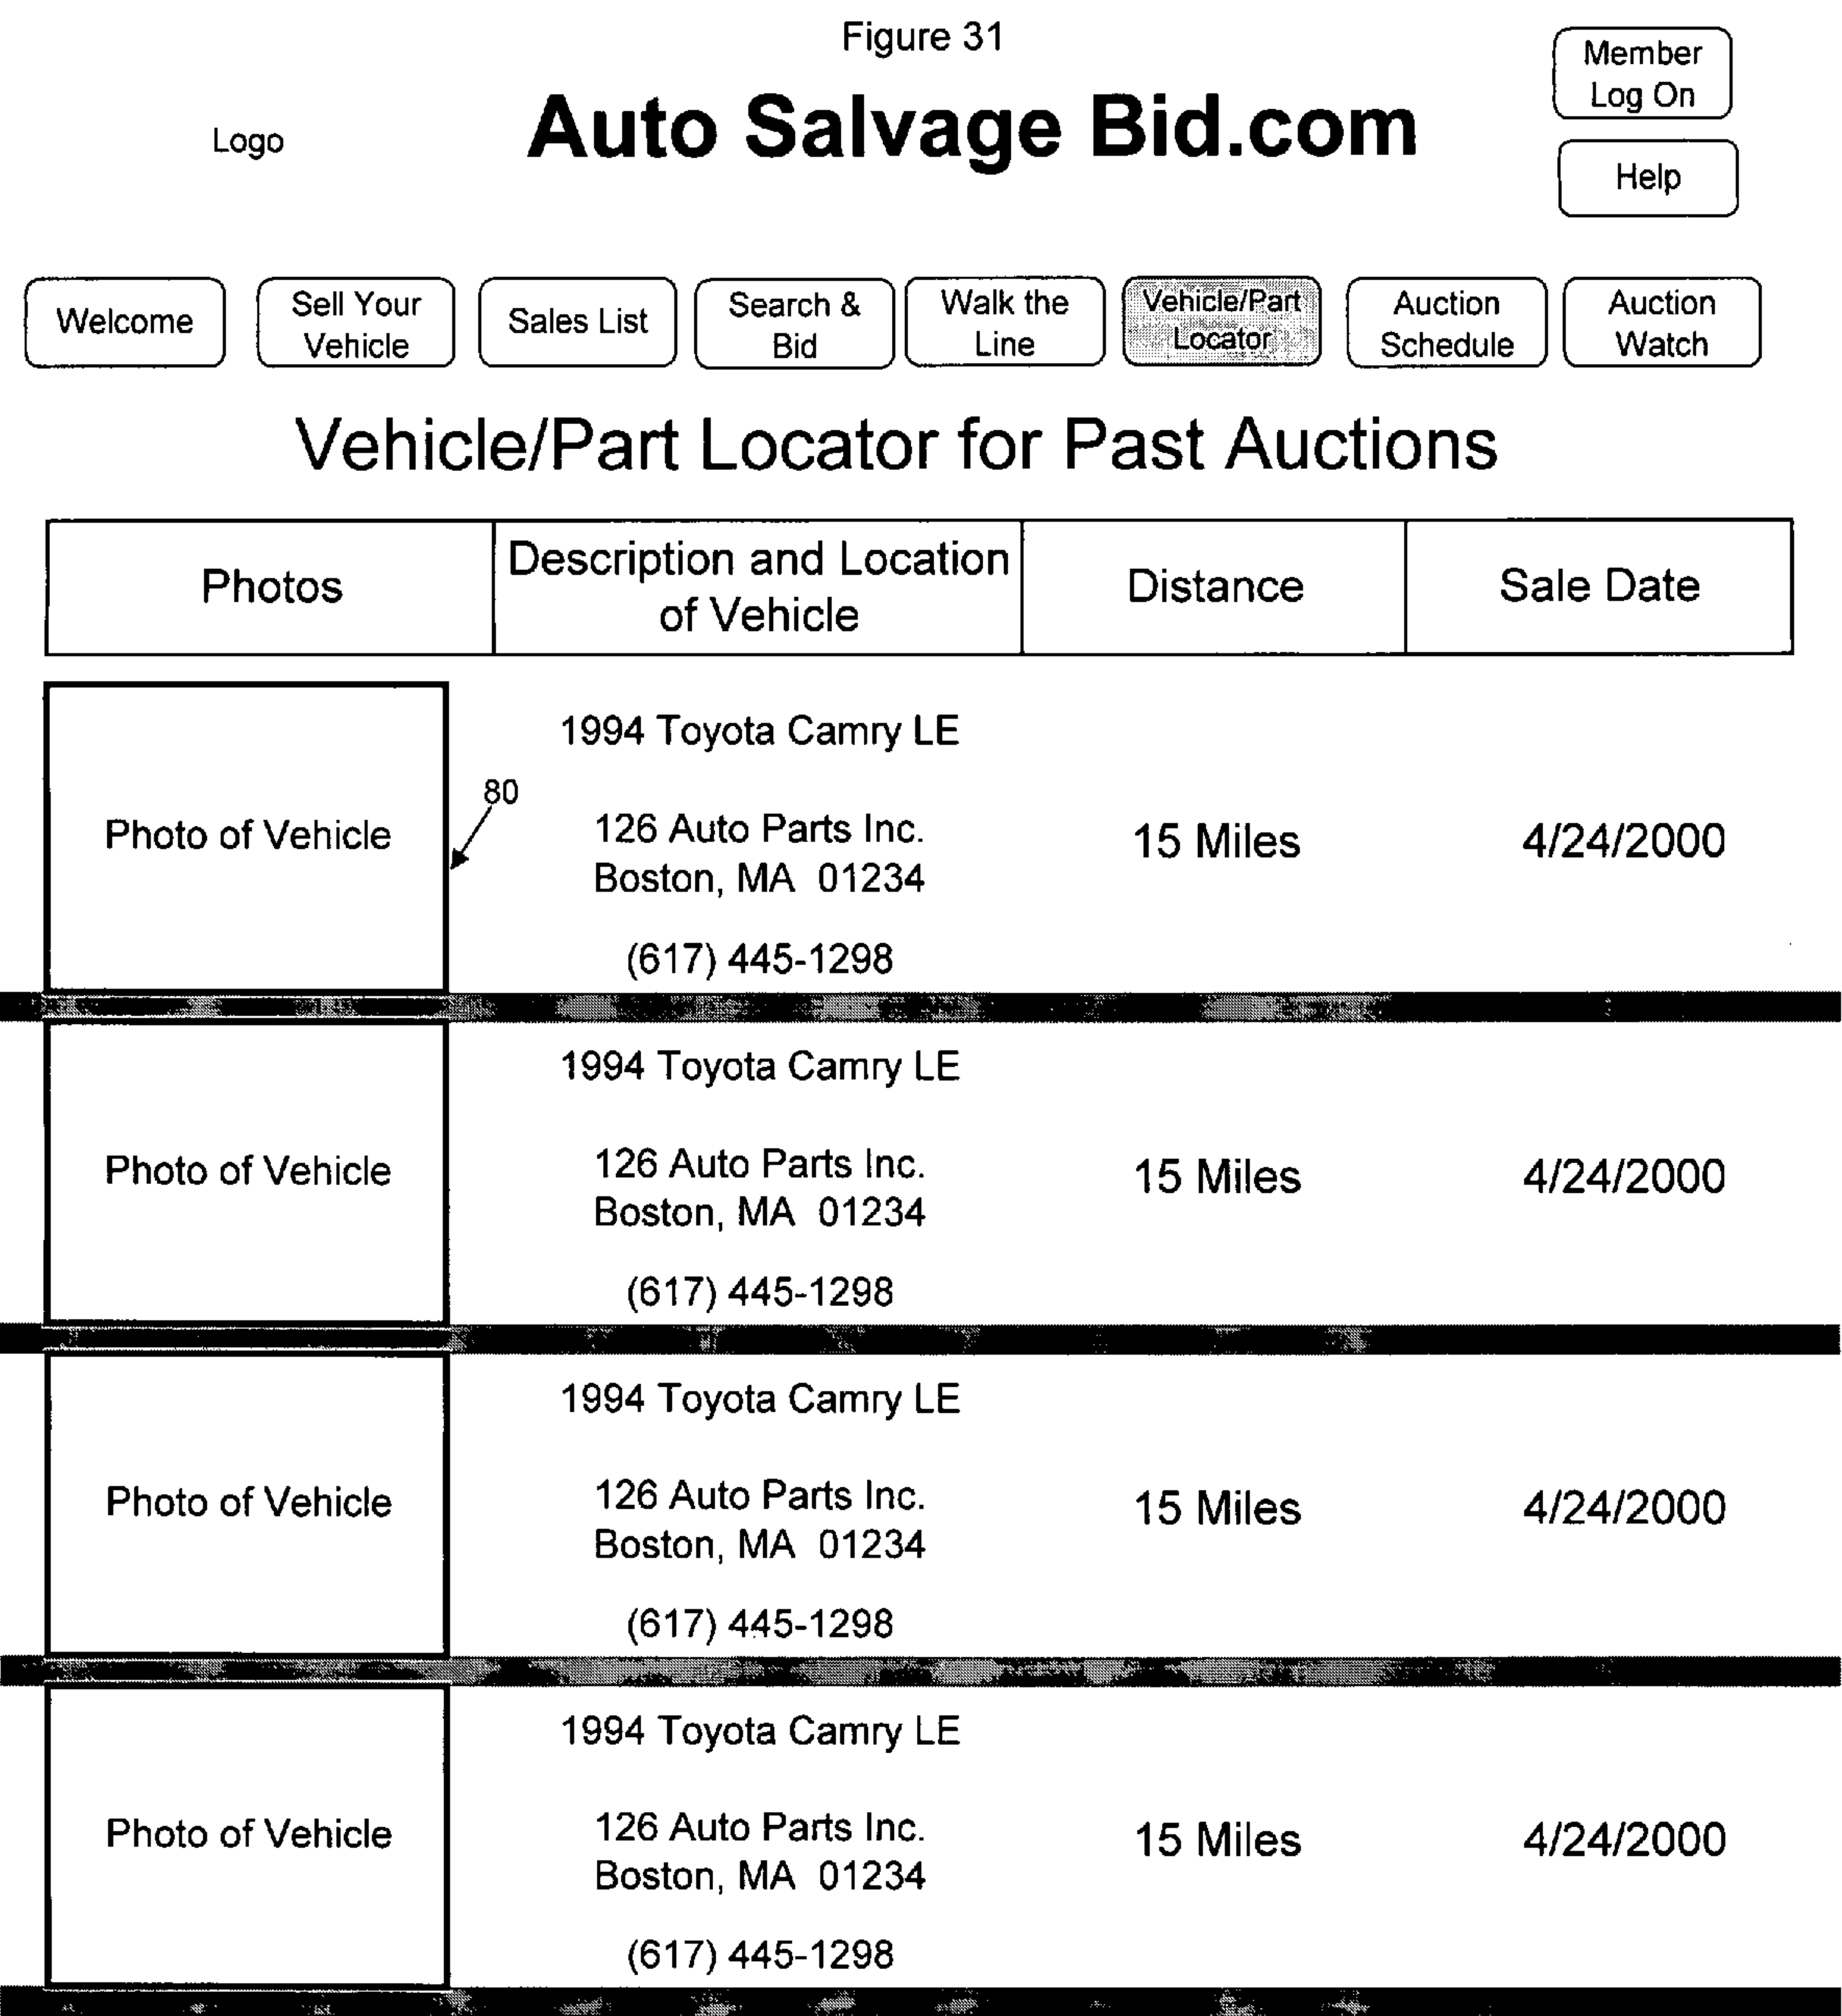 Figure 31
Member
Log On
Logo
Auto Salvage Bid.com
Help
Welcome
Sell Your
Vehicle
Sales List
Search &
Bid
Walk the
Line
Vehicle/Part
Locator
Auction
Schedule
Auction
Watch
Vehicle/Part Locator for Past Auctions
Photos
Description and Location
of Vehicle
Distance
Sale Date
1994 Toyota Camry LE
80
Photo of Vehicle
126 Auto Parts Inc.
Boston, MA 01234
15 Miles
4/24/2000
(617) 445-1298
1994 Toyota Camry LE
Photo of Vehicle
126 Auto Parts Inc.
Boston, MA 01234
15 Miles
4/24/2000
(617) 445-1298
1994 Toyota Camry LE
Photo of Vehicle
126 Auto Parts Inc.
Boston, MA 01234
15 Miles
4/24/2000
(617) 445-1298
1994 Toyota Camry LE
Photo of Vehicle
126 Auto Parts Inc.
Boston, MA 01234
15 Miles
4/24/2000
(617) 445-1298